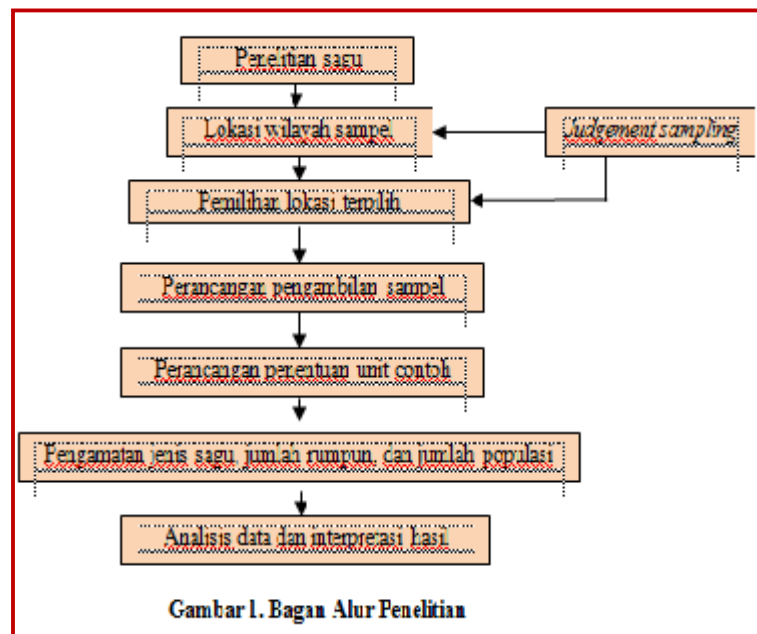 Penelitian sagu
Lokasi wilayah sampel
Judgement sampling
Pemilihan lokasi terpilih
Perancangan pengambilan sampel
Perancangan penentuan unit contoh
Pengamatan jenis sagu, jumlah rumpun, dan jumlah populasi
Analisis data dan interpretasi hasil
Gambar 1. Bagan Alur Penelitian